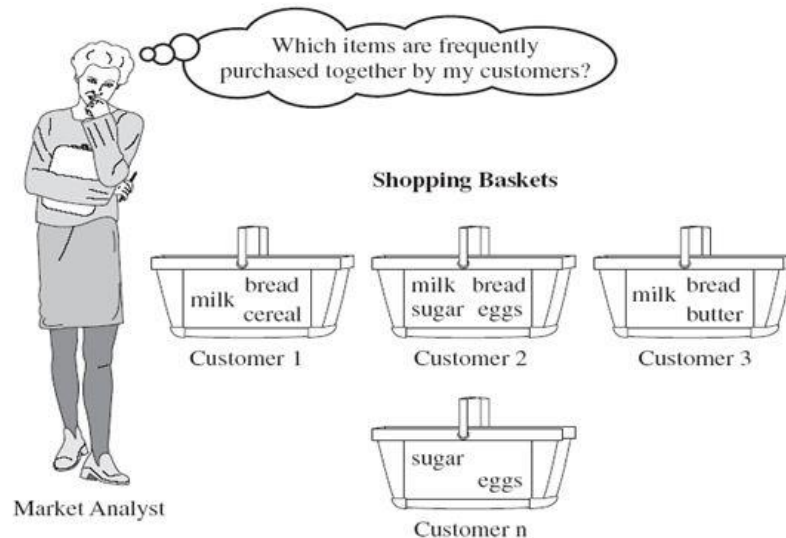 Which items are frequently
purchased together by my customers?
Shopping Baskets
milk bread
cereal
Customer 1
milk bread
sugar eggs
Customer 2
milk bread
butter
Customer 3
sugar
eggs
Customer n
Market Analyst